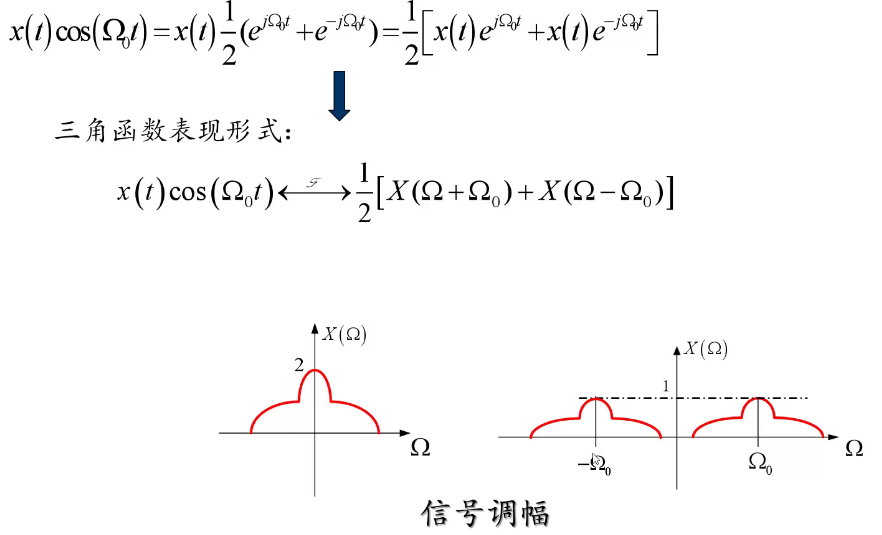 x(t)cos(Ω₀t)=x(t)1/2(e^{jΩ₀t}+e^{-jΩ₀t})=1/2[x(t)e^{jΩ₀t}+x(t)e^{-jΩ₀t}]
三角函数表现形式：
x(t)cos(Ω₀t)⟷ℱ 1/2[X(Ω+Ω₀)+X(Ω−Ω₀)]
X(Ω)
2
Ω
X(Ω)
1
−Ω₀
Ω₀
Ω
信号调幅